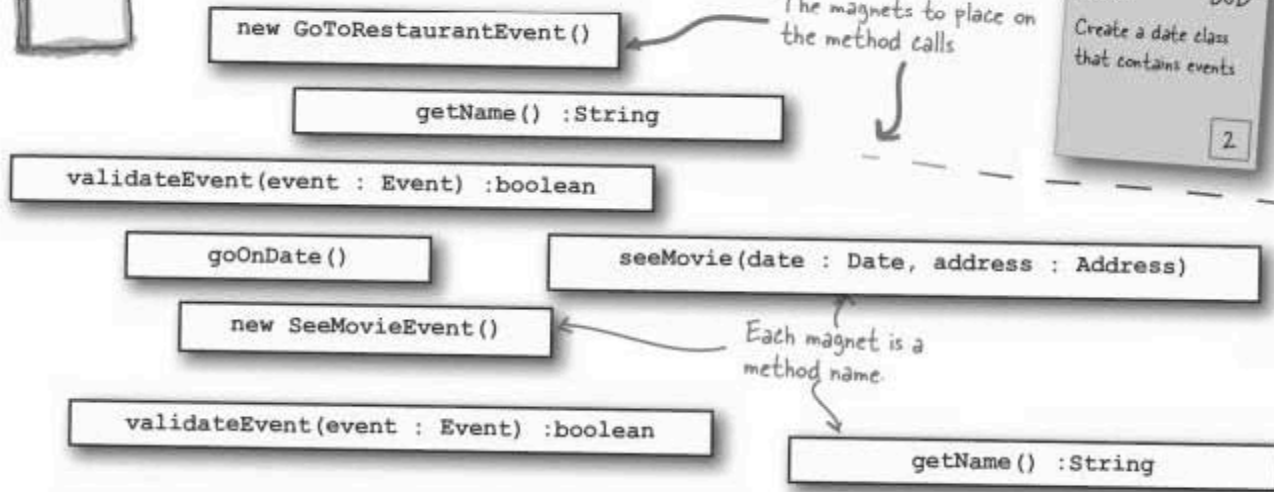 new GoToRestaurantEvent()
The magnets to place on
the method calls
Create a date class
that contains events
2
getName() :String
validateEvent(event : Event) :boolean
goOnDate()
seeMovie(date : Date, address : Address)
new SeeMovieEvent()
Each magnet is a
method name.
validateEvent(event : Event) :boolean
getName() :String